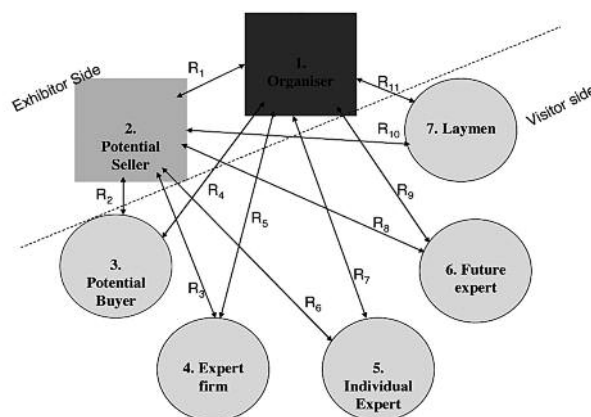 1.
Organiser
R1
R11
Exhibitor Side
Visitor side
2.
Potential
Seller
R10
7. Laymen
R2
R4
R9
R5
R8
3.
Potential
Buyer
R3
R6
R7
6. Future
expert
4. Expert
firm
5.
Individual
Expert